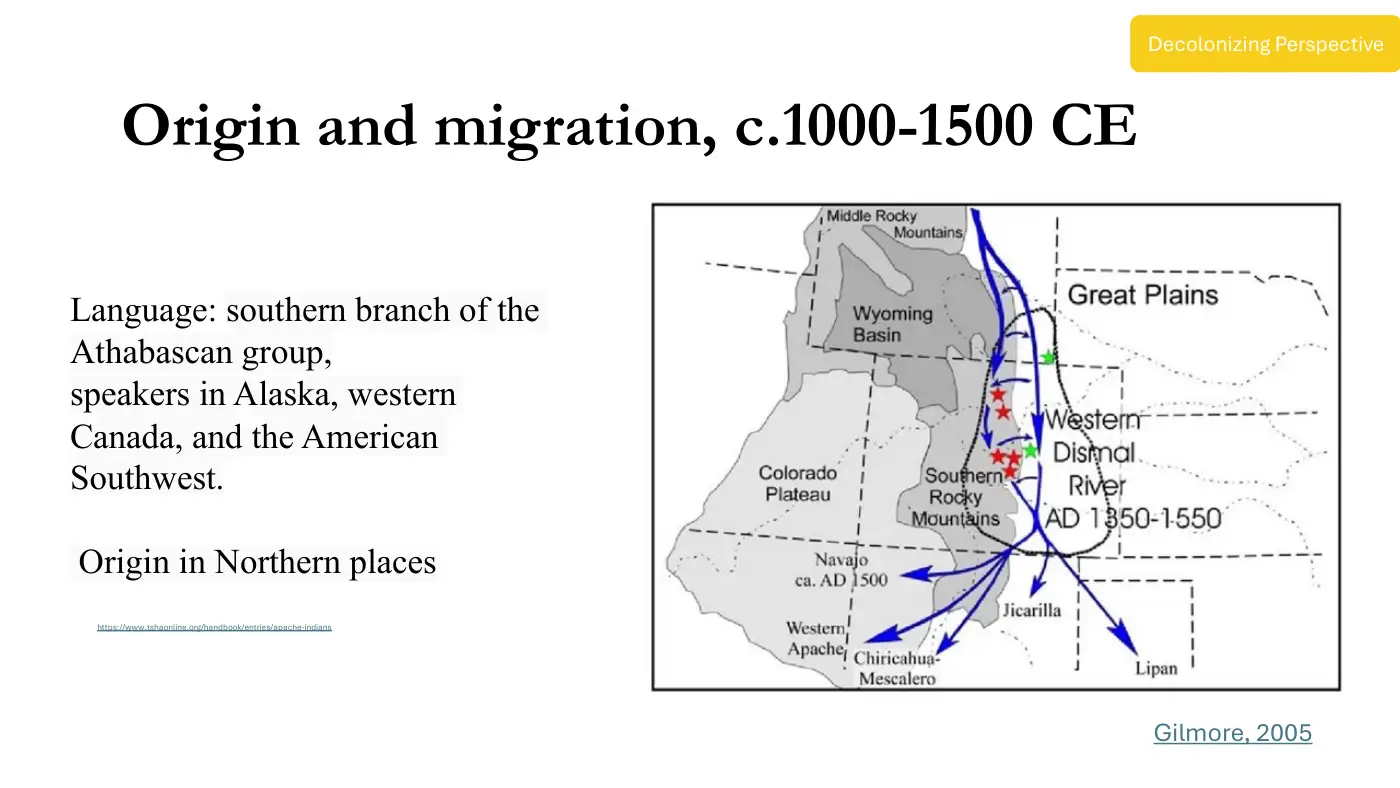 Decolonizing Perspective
Origin and migration, c.1000-1500 CE
Language: southern branch of the
Athabascan group,
speakers in Alaska, western
Canada, and the American
Southwest.
Origin in Northern places
https://www.tshaonline.org/handbook/entries/apache-indians
Middle Rocky
Mountains
Great Plains
Wyoming
Basin
Western
Dismal
River
AD 1350-1550
Colorado
Plateau
Southern
Rocky
Mountains
Navajo
ca. AD 1500
Jicarilla
Western
Apache
Chiricahua-
Mescalero
Lipan
Gilmore, 2005